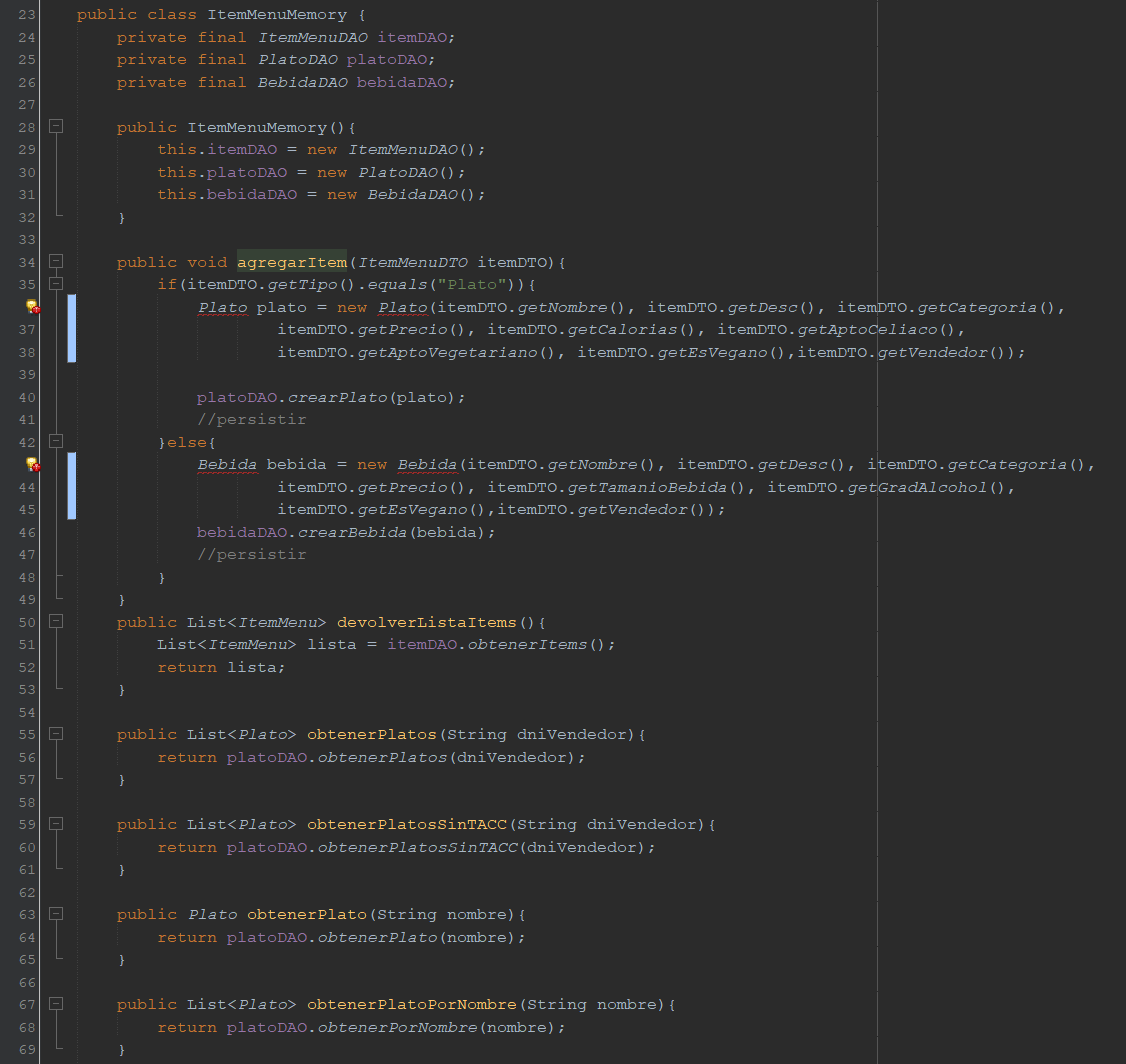 23 public class ItemMenuMemory {
24 private final ItemMenuDAO itemDAO;
25 private final PlatoDAO platoDAO;
26 private final BebidaDAO bebidaDAO;
27
28 public ItemMenuMemory(){
29 this.itemDAO = new ItemMenuDAO();
30 this.platoDAO = new PlatoDAO();
31 this.bebidaDAO = new BebidaDAO();
32 }
33
34 public void agregarItem(ItemMenuDTO itemDTO){
35 if(itemDTO.getTipo().equals("Plato")){
Plato plato = new Plato(itemDTO.getNombre(), itemDTO.getDesc(), itemDTO.getCategoria(),
37 itemDTO.getPrecio(), itemDTO.getCalorias(), itemDTO.getAptoCeliaco(),
38 itemDTO.getAptoVegetariano(), itemDTO.getEsVegano(),itemDTO.getVendedor());
39
40 platoDAO.crearPlato(plato);
41 //persistir
42 }else{
Bebida bebida = new Bebida(itemDTO.getNombre(), itemDTO.getDesc(), itemDTO.getCategoria(),
44 itemDTO.getPrecio(), itemDTO.getTamanioBebida(), itemDTO.getGradAlcohol(),
45 itemDTO.getEsVegano(),itemDTO.getVendedor());
46 bebidaDAO.crearBebida(bebida);
47 //persistir
48 }
49 }
50 public List<ItemMenu> devolverListaItems(){
51 List<ItemMenu> lista = itemDAO.obtenerItems();
52 return lista;
53 }
54
55 public List<Plato> obtenerPlatos(String dniVendedor){
56 return platoDAO.obtenerPlatos(dniVendedor);
57 }
58
59 public List<Plato> obtenerPlatosSinTACC(String dniVendedor){
60 return platoDAO.obtenerPlatosSinTACC(dniVendedor);
61 }
62
63 public Plato obtenerPlato(String nombre){
64 return platoDAO.obtenerPlato(nombre);
65 }
66
67 public List<Plato> obtenerPlatoPorNombre(String nombre){
68 return platoDAO.obtenerPorNombre(nombre);
69 }